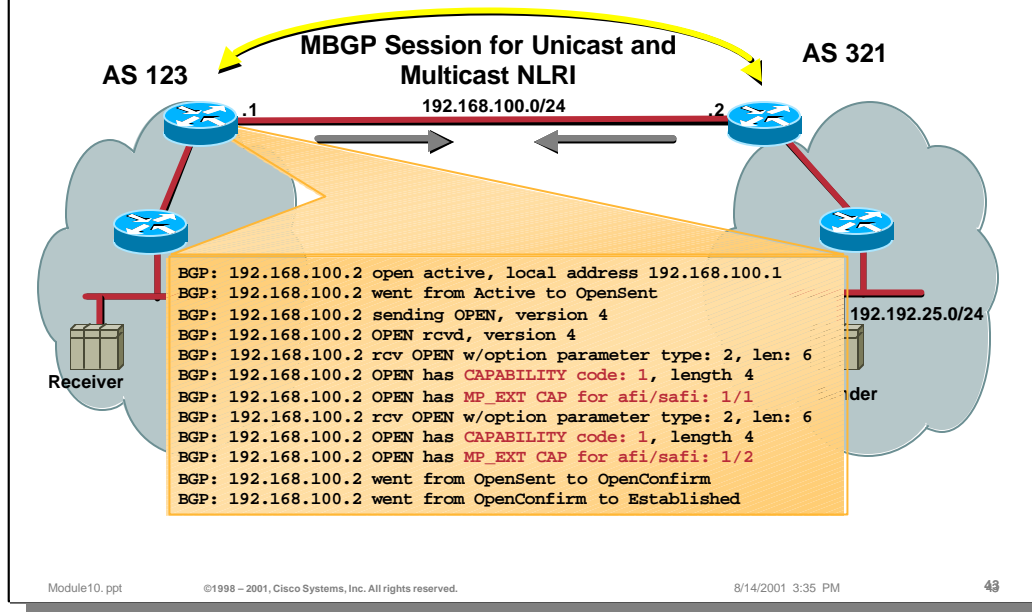 MBGP Session for Unicast and
Multicast NLRI
AS 123
AS 321
192.168.100.0/24
.1
.2
BGP: 192.168.100.2 open active, local address 192.168.100.1
BGP: 192.168.100.2 went from Active to OpenSent
BGP: 192.168.100.2 sending OPEN, version 4
BGP: 192.168.100.2 OPEN rcvd, version 4
BGP: 192.168.100.2 rcv OPEN w/option parameter type: 2, len: 6
BGP: 192.168.100.2 OPEN has CAPABILITY code: 1, length 4
BGP: 192.168.100.2 OPEN has MP_EXT CAP for afi/safi: 1/1
BGP: 192.168.100.2 rcv OPEN w/option parameter type: 2, len: 6
BGP: 192.168.100.2 OPEN has CAPABILITY code: 1, length 4
BGP: 192.168.100.2 OPEN has MP_EXT CAP for afi/safi: 1/2
BGP: 192.168.100.2 went from OpenSent to OpenConfirm
BGP: 192.168.100.2 went from OpenConfirm to Established
192.192.25.0/24
Receiver
Module10. ppt
©1998 – 2001, Cisco Systems, Inc. All rights reserved.
8/14/2001 3:35 PM
43